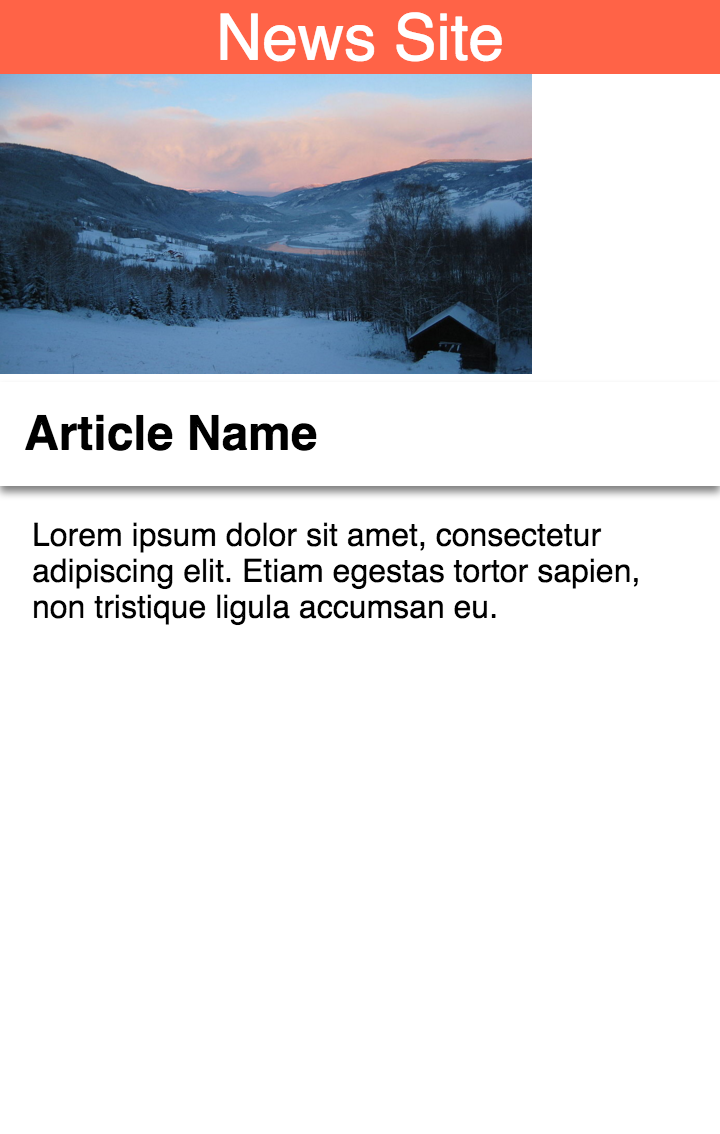 News Site
Article Name
Lorem ipsum dolor sit amet, consectetur
adipiscing elit. Etiam egestas tortor sapien,
non tristique ligula accumsan eu.